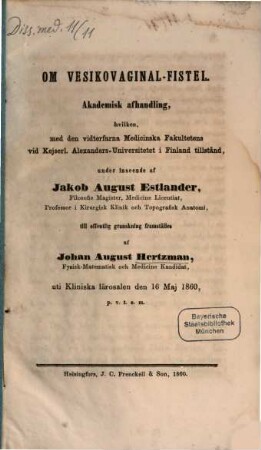 Diss. med. 11/11
OM VESIKOVAGINAL-FISTEL.
Akademisk afhandling,
hvilken,
med den vidterfarna Medicinska Fakultetens
vid Kejserl. Alexanders-Universitetet i Finland tillstånd,
under inseende af
Jakob August Estlander,
Filosofie Magister, Medicine Licentiat,
Professor i Kirurgisk Klinik och Topografisk Anatomi,
till offentlig granskning framställes
af
Johan August Hertzman,
Fysisk-Matematisk och Medicine Kandidat,
uti Kliniska lärosalen den 16 Maj 1860,
p. v. t. s. m.
Bayerische
Staatsbibliothek
München
Helsingfors, J. C. Frenckell & Son, 1860.